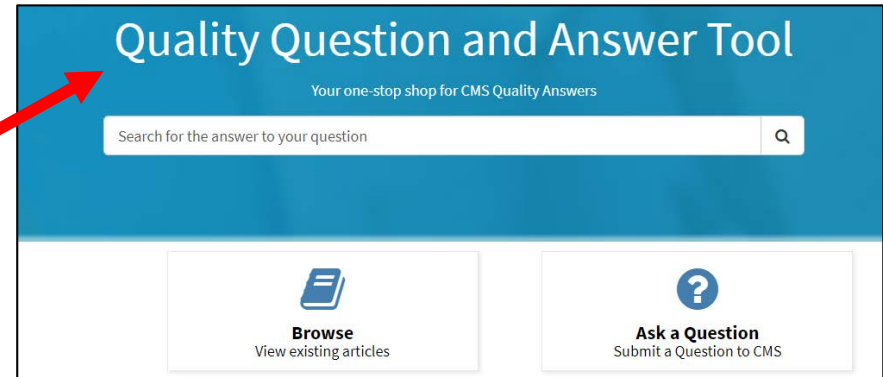 Quality Question and Answer Tool
Your one-stop shop for CMS Quality Answers
Search for the answer to your question
Browse
View existing articles
Ask a Question
Submit a Question to CMS